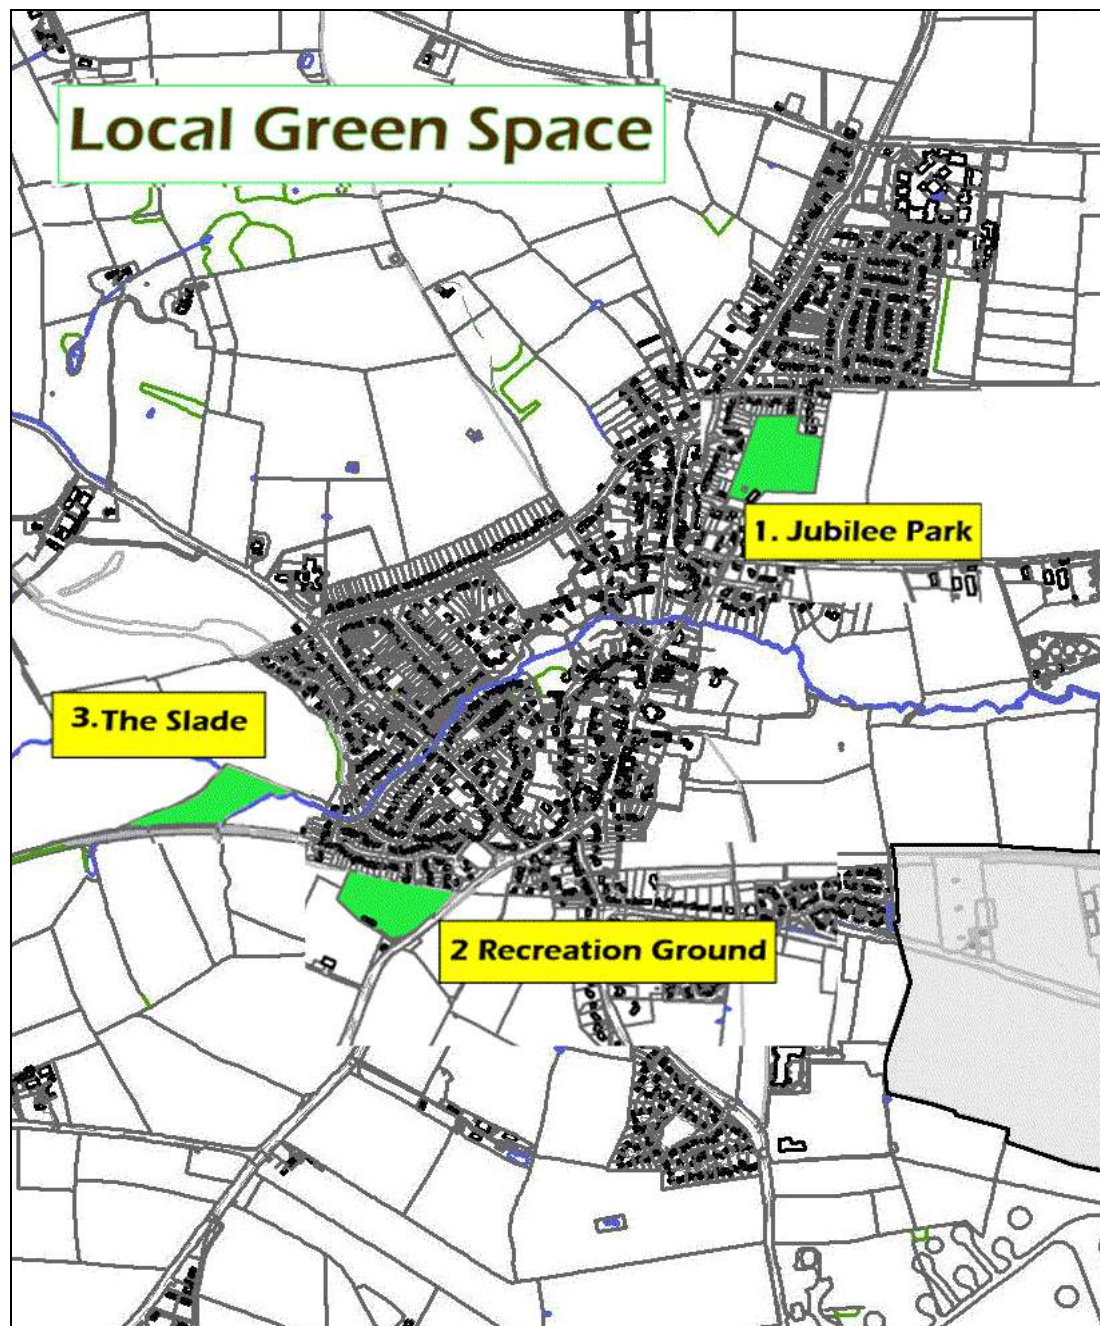 Local Green Space
1. Jubilee Park
3.The Slade
2 Recreation Ground